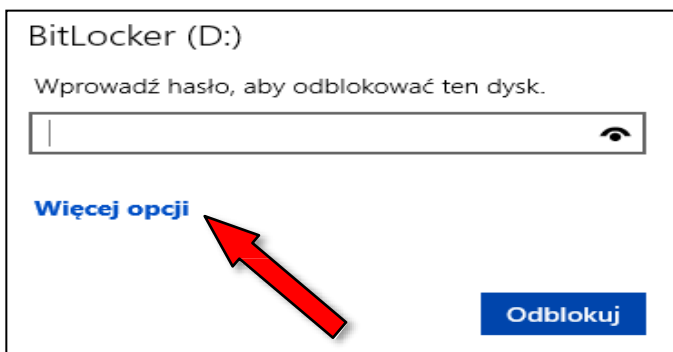 BitLocker (D:)
Wprowadź hasło, aby odblokować ten dysk.
Więcej opcji
Odblokuj